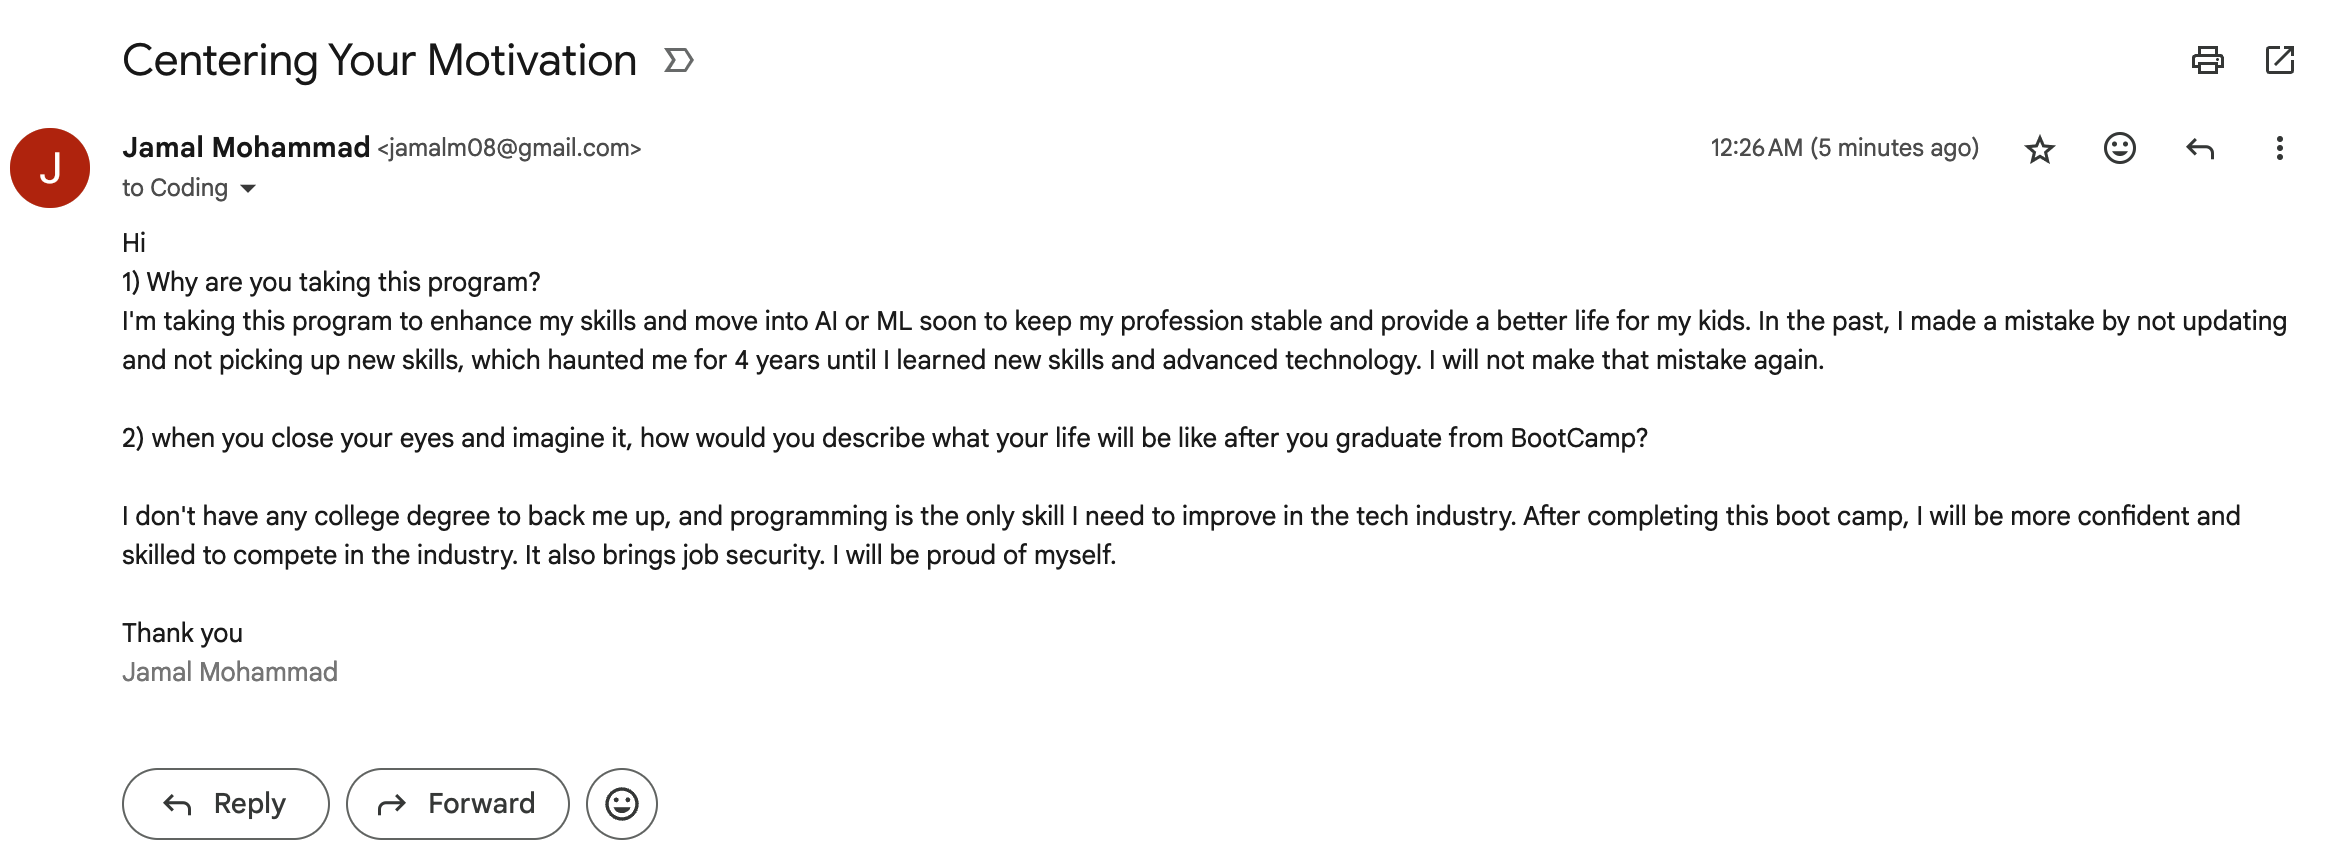 Centering Your Motivation
J
Jamal Mohammad <jamalm08@gmail.com>
12:26 AM (5 minutes ago)
to Coding
Hi
1) Why are you taking this program?
I'm taking this program to enhance my skills and move into AI or ML soon to keep my profession stable and provide a better life for my kids. In the past, I made a mistake by not updating
and not picking up new skills, which haunted me for 4 years until I learned new skills and advanced technology. I will not make that mistake again.
2) when you close your eyes and imagine it, how would you describe what your life will be like after you graduate from BootCamp?
I don't have any college degree to back me up, and programming is the only skill I need to improve in the tech industry. After completing this boot camp, I will be more confident and
skilled to compete in the industry. It also brings job security. I will be proud of myself.
Thank you
Jamal Mohammad
Reply
Forward